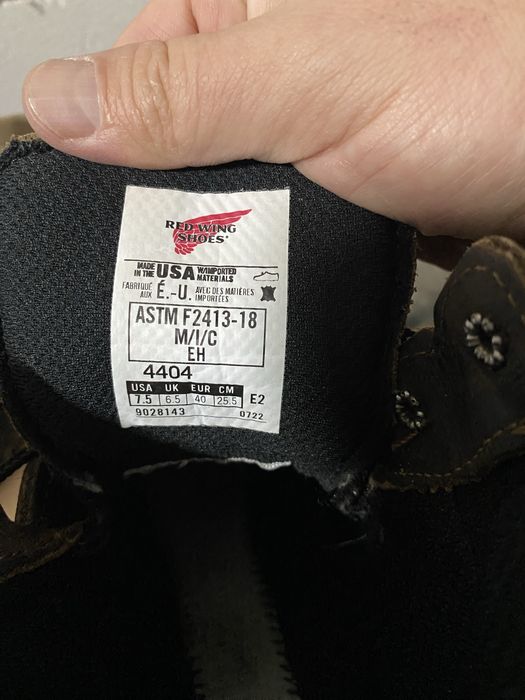 RED WING
SHOES®
MADE IN THE USA W/IMPORTED MATERIALS
FABRIQUÉ AUX É.-U. AVEC DES MATIÈRES IMPORTÉES
ASTM F2413-18
M/I/C
EH
4404
USA UK EUR CM
7.5 6.5 40 25.5 E2
9028143 0722